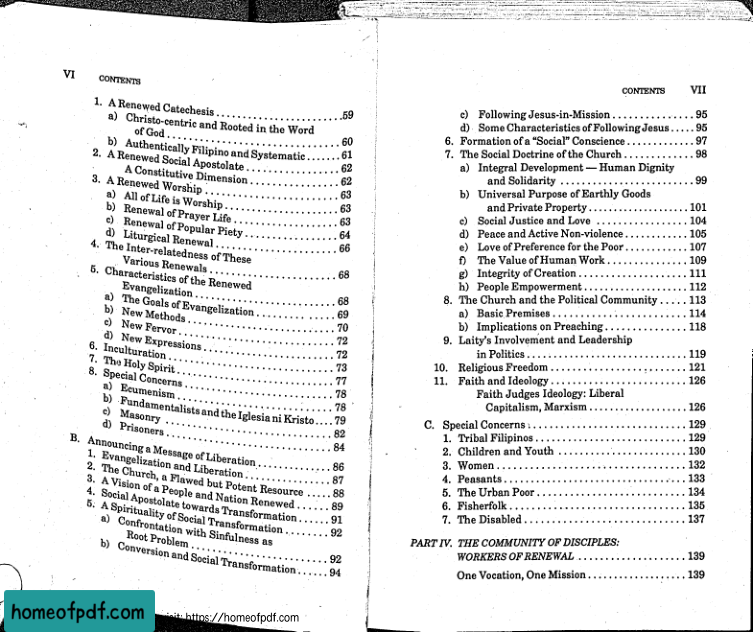 VI CONTENTS
1. A Renewed Catechesis ........................59
a) Christo-centric and Rooted in the Word
of God .............................. 60
b) Authentically Filipino and Systematic ....... 61
2. A Renewed Social Apostolate ................. 62
A Constitutive Dimension ................ 62
3. A Renewed Worship ......................... 63
a) All of Life is Worship ..................... 63
b) Renewal of Prayer Life .................... 63
c) Renewal of Popular Piety .................. 64
d) Liturgical Renewal ....................... 66
4. The Inter-relatedness of These
Various Renewals ........................ 68
5. Characteristics of the Renewed
Evangelization .......................... 68
a) The Goals of Evangelization ............... 69
b) New Methods ............................ 70
c) New Fervor .............................. 72
d) New Expressions ......................... 72
6. Inculturation ............................... 73
7. The Holy Spirit ............................. 77
8. Special Concerns ............................ 78
a) Ecumenism .............................. 78
b) Fundamentalists and the Iglesia ni Kristo .... 79
c) Masonry ................................ 82
d) Prisoners ............................... 84
B. Announcing a Message of Liberation ............. 86
1. Evangelization and Liberation ................ 87
2. The Church, a Flawed but Potent Resource ..... 88
3. A Vision of a People and Nation Renewed ...... 89
4. Social Apostolate towards Transformation ...... 91
5. A Spirituality of Social Transformation ........ 92
a) Confrontation with Sinfulness as
Root Problem ......................... 92
b) Conversion and Social Transformation ...... 94
CONTENTS VII
c) Following Jesus-in-Mission ............... 95
d) Some Characteristics of Following Jesus ..... 95
6. Formation of a "Social" Conscience ............. 97
7. The Social Doctrine of the Church ............. 98
a) Integral Development — Human Dignity
and Solidarity ........................ 99
b) Universal Purpose of Earthly Goods
and Private Property .................. 101
c) Social Justice and Love ................. 104
d) Peace and Active Non-violence ............ 105
e) Love of Preference for the Poor ............ 107
f) The Value of Human Work ............... 109
g) Integrity of Creation ..................... 111
h) People Empowerment .................... 112
8. The Church and the Political Community ..... 113
a) Basic Premises ......................... 114
b) Implications on Preaching ............... 118
9. Laity's Involvement and Leadership
in Politics ............................. 119
10. Religious Freedom ......................... 121
11. Faith and Ideology ......................... 126
Faith Judges Ideology: Liberal
Capitalism, Marxism .................. 126
C. Special Concerns ............................ 129
1. Tribal Filipinos ........................... 129
2. Children and Youth ....................... 130
3. Women .................................. 132
4. Peasants ................................. 133
5. The Urban Poor ........................... 134
6. Fisherfolk ................................ 135
7. The Disabled ............................. 137
PART IV. THE COMMUNITY OF DISCIPLES:
WORKERS OF RENEWAL .................... 139
One Vocation, One Mission .................. 139
homeofpdf.com
https://homeofpdf.com